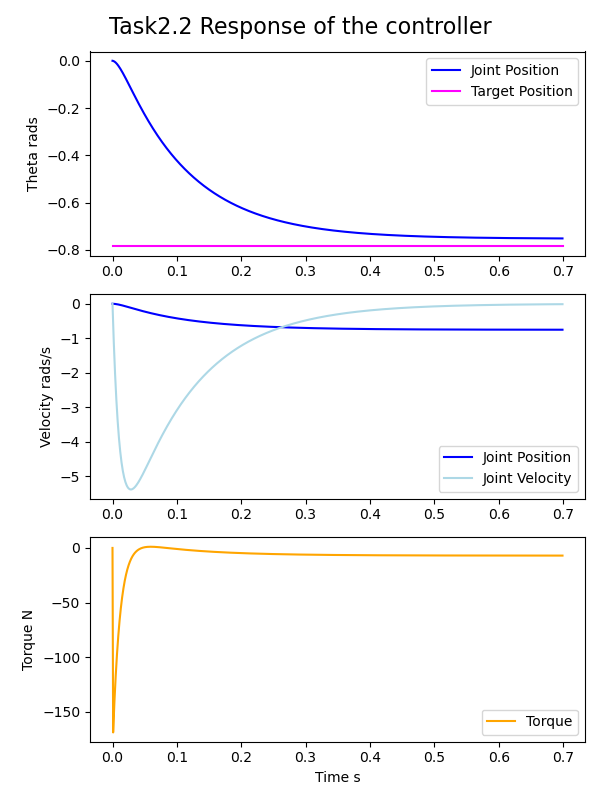 Task2.2 Response of the controller
0.0
−0.2
−0.4
−0.6
−0.8
Theta rads
Joint Position
Target Position
0.0 0.1 0.2 0.3 0.4 0.5 0.6 0.7
0
−1
−2
−3
−4
−5
Velocity rads/s
Joint Position
Joint Velocity
0.0 0.1 0.2 0.3 0.4 0.5 0.6 0.7
0
−50
−100
−150
Torque N
Torque
0.0 0.1 0.2 0.3 0.4 0.5 0.6 0.7
Time s